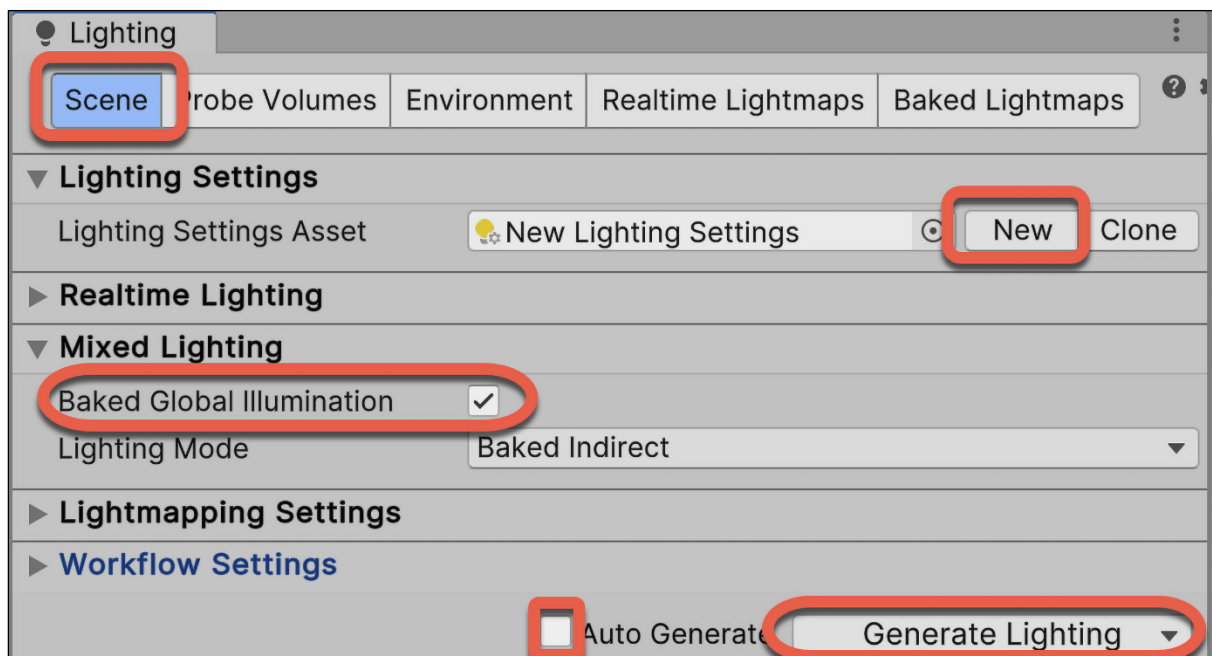 Lighting
Scene Probe Volumes Environment Realtime Lightmaps Baked Lightmaps
Lighting Settings
Lighting Settings Asset New Lighting Settings New Clone
Realtime Lighting
Mixed Lighting
Baked Global Illumination
Lighting Mode Baked Indirect
Lightmapping Settings
Workflow Settings
Auto Generate Generate Lighting